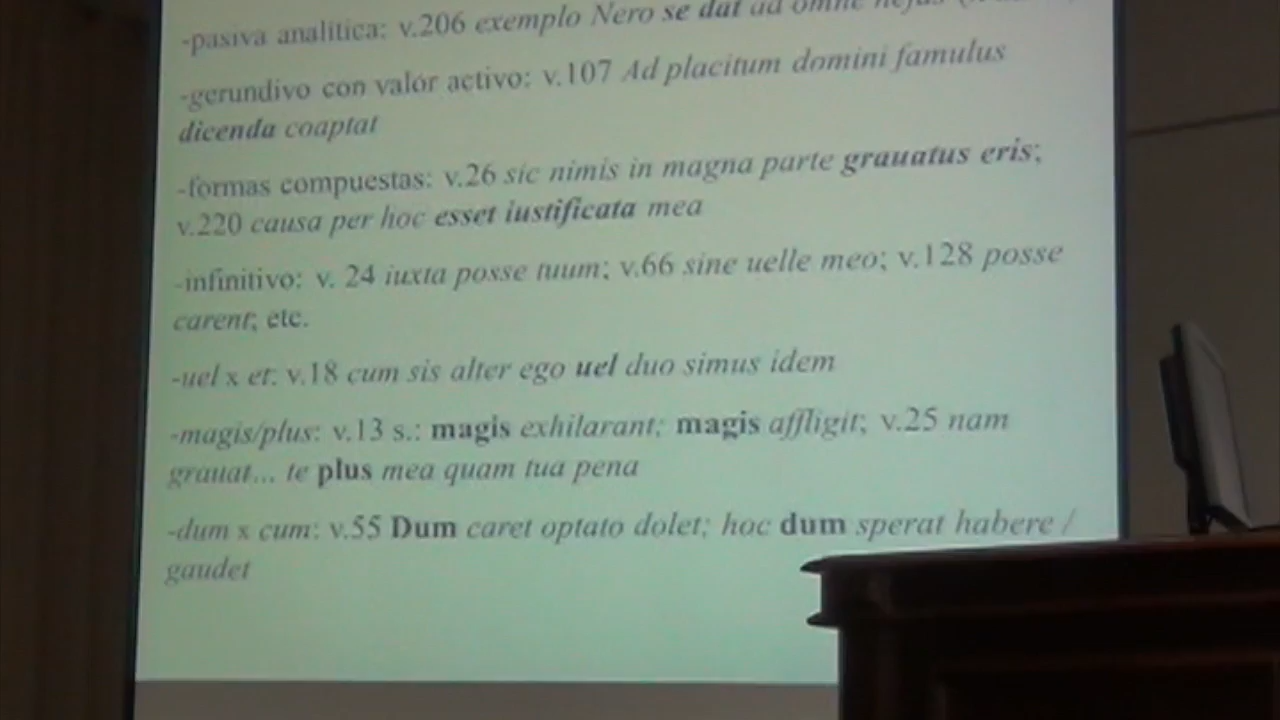 -pasiva analítica: v.206 exemplo Nero se dat ad omne nefas
-gerundivo con valor activo: v.107 Ad placitum domini famulus
dicenda coaptat
-formas compuestas: v.26 sic nimis in magna parte grauatus eris;
v.220 causa per hoc esset iustificata mea
-infinitivo: v. 24 iuxta posse tuum; v.66 sine uelle meo; v.128 posse
carent; etc.
-uel x et: v.18 cum sis alter ego uel duo simus idem
-magis/plus: v.13 s.: magis exhilarant; magis affligit; v.25 nam
grauat... te plus mea quam tua pena
-dum x cum: v.55 Dum caret optato dolet; hoc dum sperat habere /
gaudet